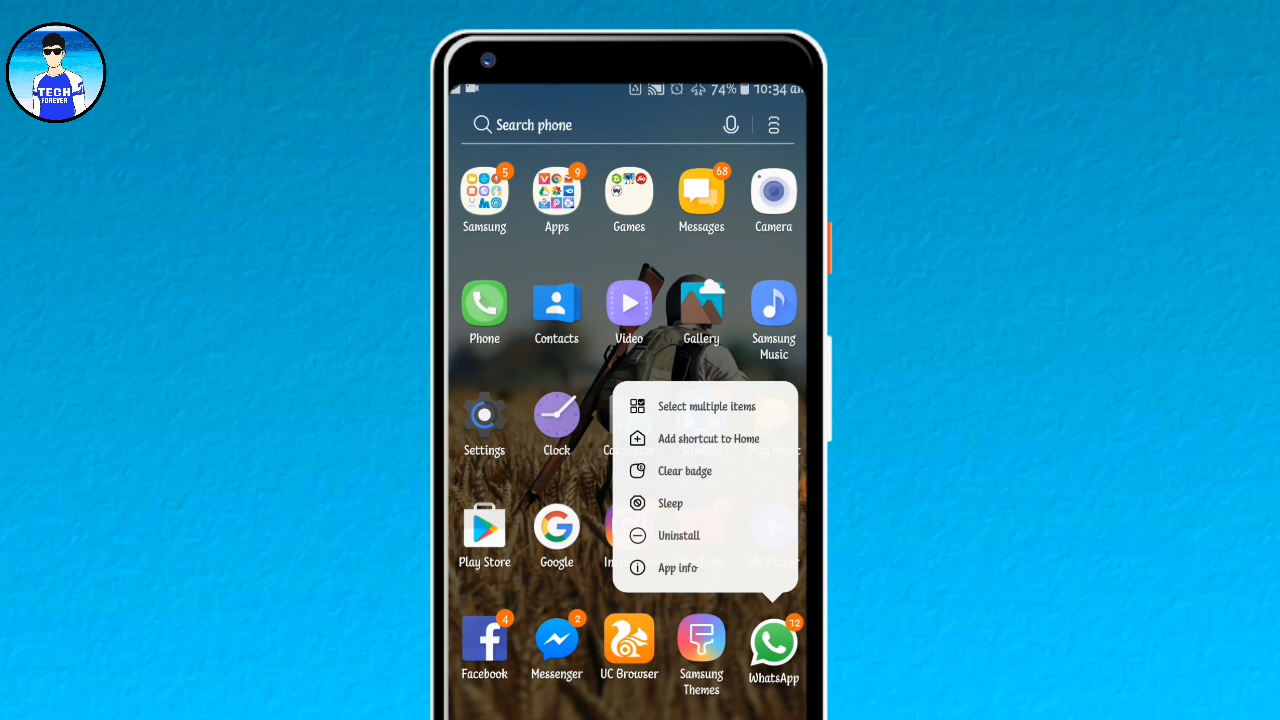 TECH
FOREVER
74% 10:34 am
Search phone
5
9
68
Samsung
Apps
Games
Messages
Camera
Phone
Contacts
Video
Gallery
Samsung
Music
Select multiple items
Add shortcut to Home
Clear badge
Sleep
Uninstall
App info
Settings
Clock
Play Store
Google
4
2
12
Facebook
Messenger
UC Browser
Samsung
Themes
WhatsApp